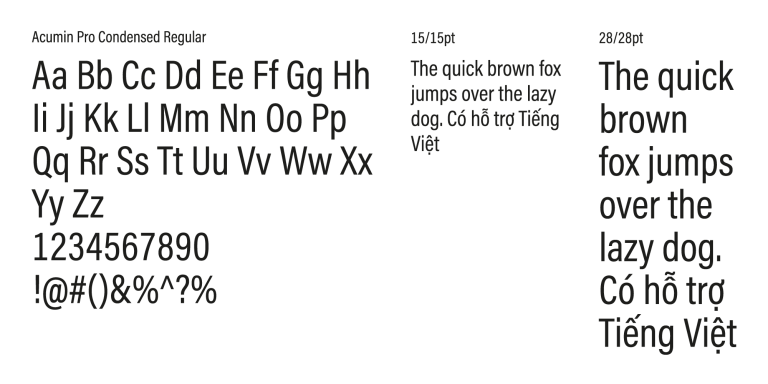 Acumin Pro Condensed Regular
Aa Bb Cc Dd Ee Ff Gg Hh
Ii Jj Kk Ll Mm Nn Oo Pp
Qq Rr Ss Tt Uu Vv Ww Xx
Yy Zz
1234567890
!@#()&%^?%
15/15pt
The quick brown fox
jumps over the lazy
dog. Có hỗ trợ Tiếng
Việt
28/28pt
The quick
brown
fox jumps
over the
lazy dog.
Có hỗ trợ
Tiếng Việt